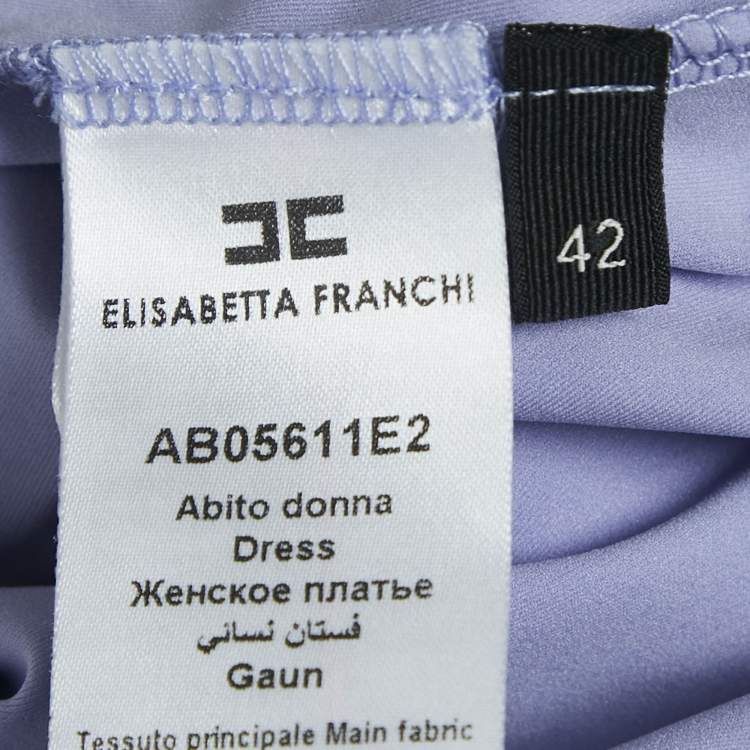 ELISABETTA FRANCHI
42
AB05611E2
Abito donna
Dress
Женское платье
فستان نسائي
Gaun
Tessuto principale Main fabric